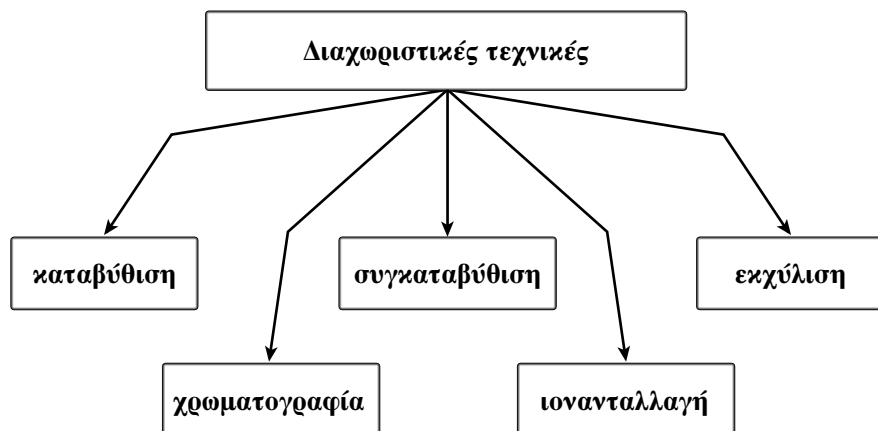 Διαχωριστικές τεχνικές
καταβύθιση
συγκαταβύθιση
εκχύλιση
χρωματογραφία
ιονανταλλαγή